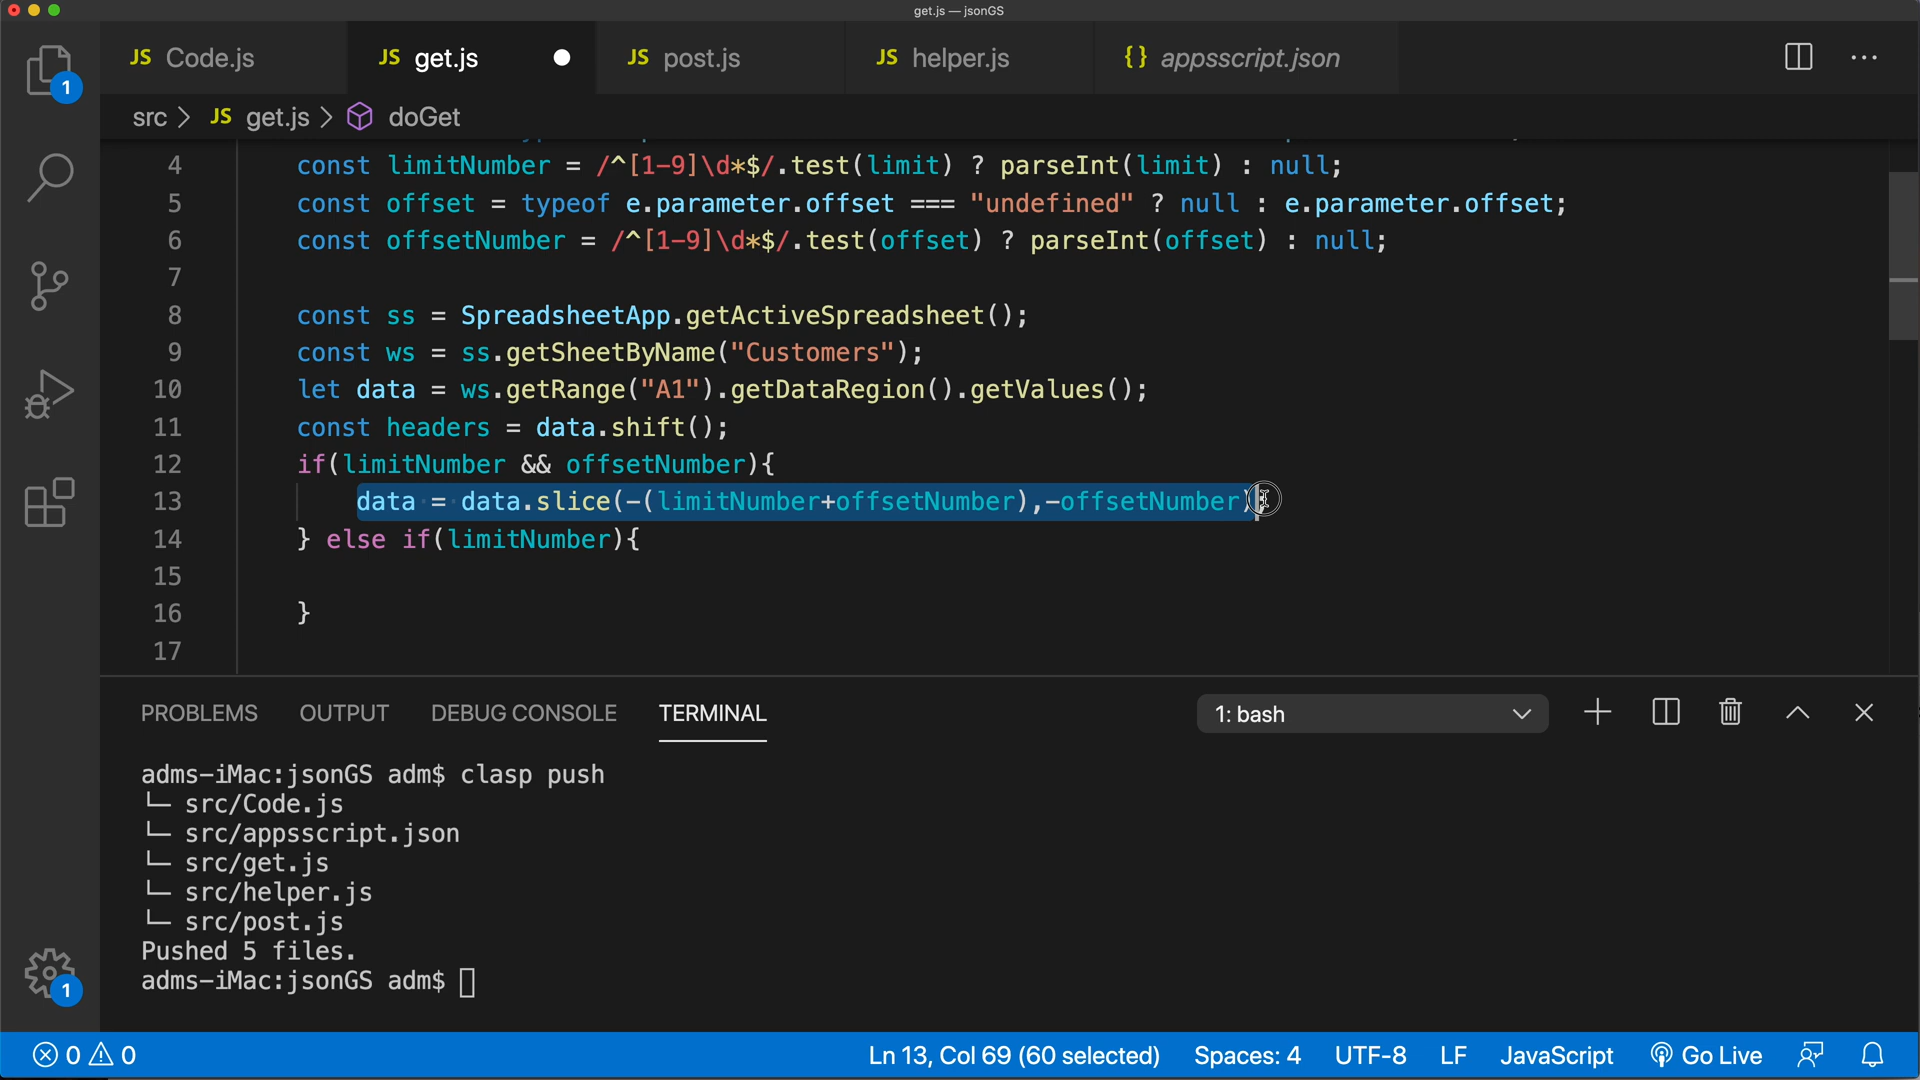 get.js — jsonGS
JS Code.js
JS get.js
JS post.js
JS helper.js
{} appsscript.json
1
src > JS get.js > doGet
4 const limitNumber = /^[1-9]\d*$/.test(limit) ? parseInt(limit) : null;
5 const offset = typeof e.parameter.offset === "undefined" ? null : e.parameter.offset;
6 const offsetNumber = /^[1-9]\d*$/.test(offset) ? parseInt(offset) : null;
7
8 const ss = SpreadsheetApp.getActiveSpreadsheet();
9 const ws = ss.getSheetByName("Customers");
10 let data = ws.getRange("A1").getDataRegion().getValues();
11 const headers = data.shift();
12 if(limitNumber && offsetNumber){
13 data = data.slice(-(limitNumber+offsetNumber),-offsetNumber);
14 } else if(limitNumber){
15
16 }
17
PROBLEMS OUTPUT DEBUG CONSOLE TERMINAL
1: bash
adms-iMac:jsonGS adm$ clasp push
└─ src/Code.js
└─ src/appsscript.json
└─ src/get.js
└─ src/helper.js
└─ src/post.js
Pushed 5 files.
adms-iMac:jsonGS adm$
1
0 0
Ln 13, Col 69 (60 selected)
Spaces: 4
UTF-8
LF
JavaScript
Go Live